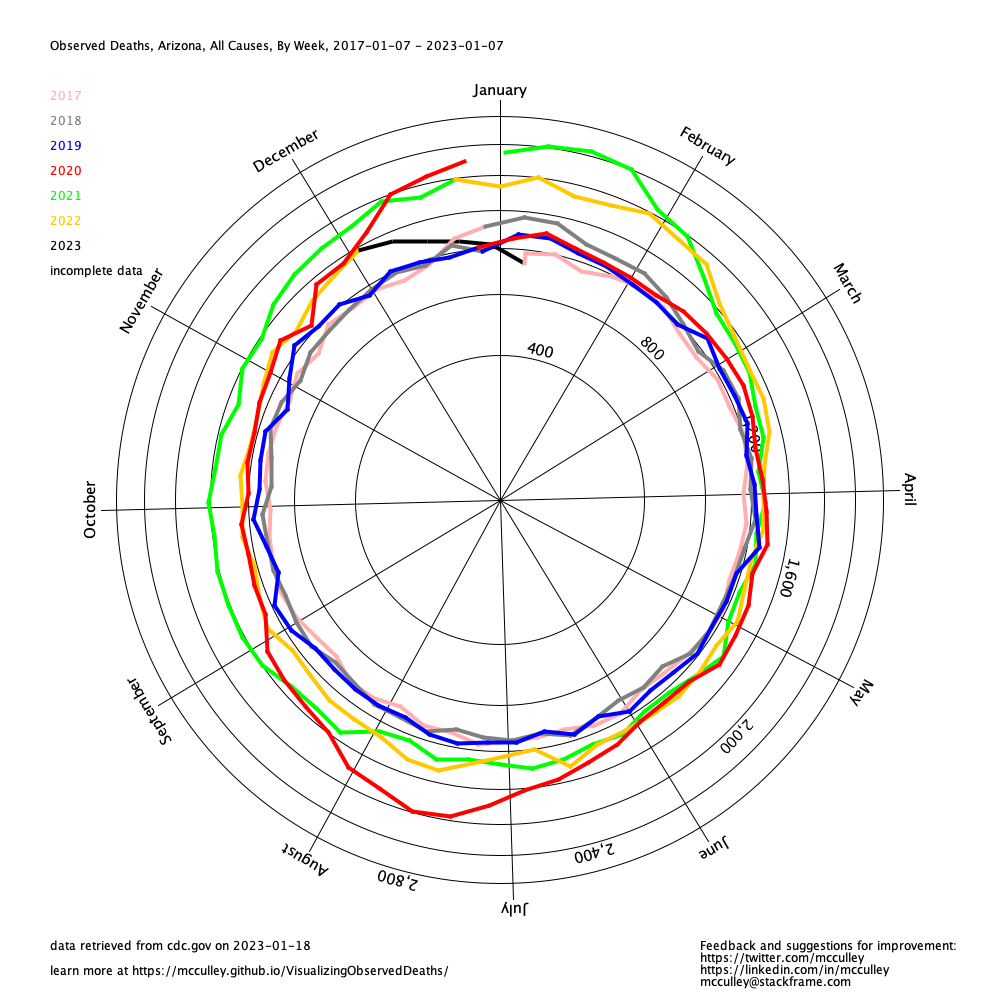 Observed Deaths, Arizona, All Causes, By Week, 2017-01-07 - 2023-01-07
January
2017
2018
2019
2020
2021
2022
2023
incomplete data
December
February
November
March
400
800
1,200
October
April
1,600
September
May
2,000
August
June
2,400
2,800
July
data retrieved from cdc.gov on 2023-01-18
learn more at https://mcculley.github.io/VisualizingObservedDeaths/
Feedback and suggestions for improvement:
https://twitter.com/mcculley
https://linkedin.com/in/mcculley
mcculley@stackframe.com